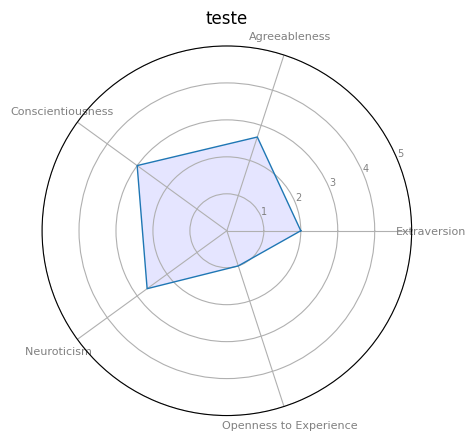 teste
Agreeableness
Conscientiousness
5
4
3
2
1
Extraversion
Neuroticism
Openness to Experience